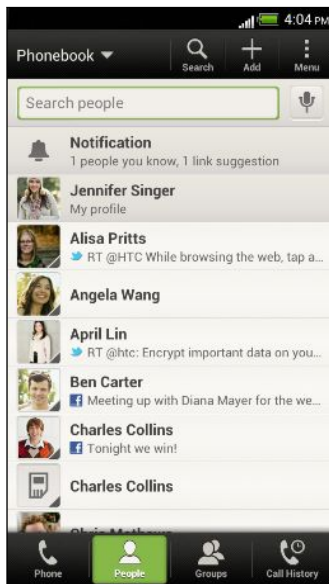 4:04 PM
Phonebook
Search
Add
Menu
Search people
Notification
1 people you know, 1 link suggestion
Jennifer Singer
My profile
Alisa Pritts
RT @HTC While browsing the web, tap a...
Angela Wang
April Lin
RT @htc: Encrypt important data on you...
Ben Carter
Meeting up with Diana Mayer for the we...
Charles Collins
Tonight we win!
Charles Collins
Chris Mathews
Phone
People
Groups
Call History